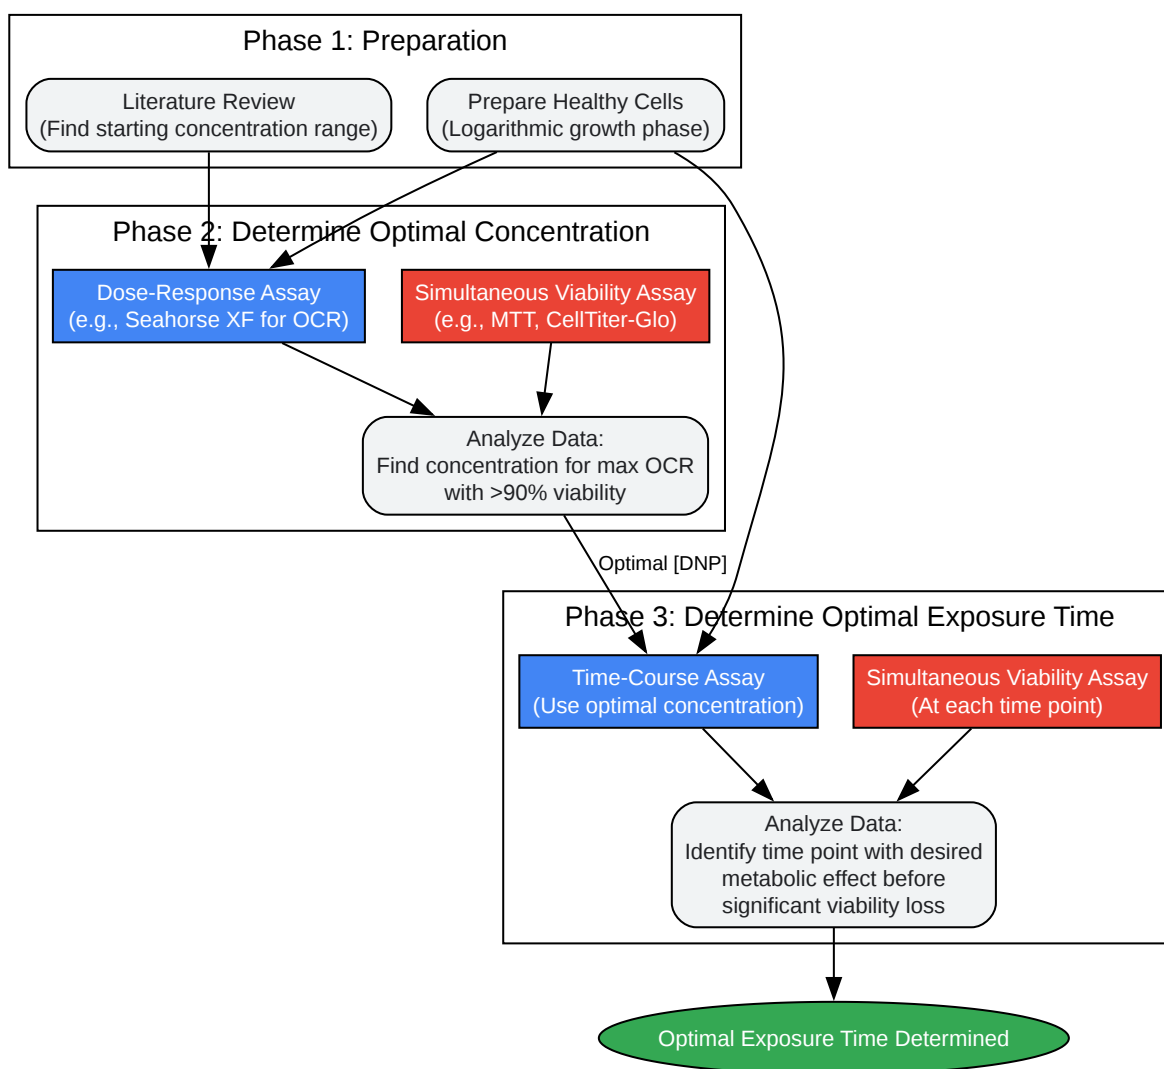 Phase 1: Preparation
Literature Review
(Find starting concentration range)
Prepare Healthy Cells
(Logarithmic growth phase)
Phase 2: Determine Optimal Concentration
Dose-Response Assay
(e.g., Seahorse XF for OCR)
Simultaneous Viability Assay
(e.g., MTT, CellTiter-Glo)
Analyze Data:
Find concentration for max OCR
with >90% viability
Optimal [DNP]
Phase 3: Determine Optimal Exposure Time
Time-Course Assay
(Use optimal concentration)
Simultaneous Viability Assay
(At each time point)
Analyze Data:
Identify time point with desired
metabolic effect before
significant viability loss
Optimal Exposure Time Determined